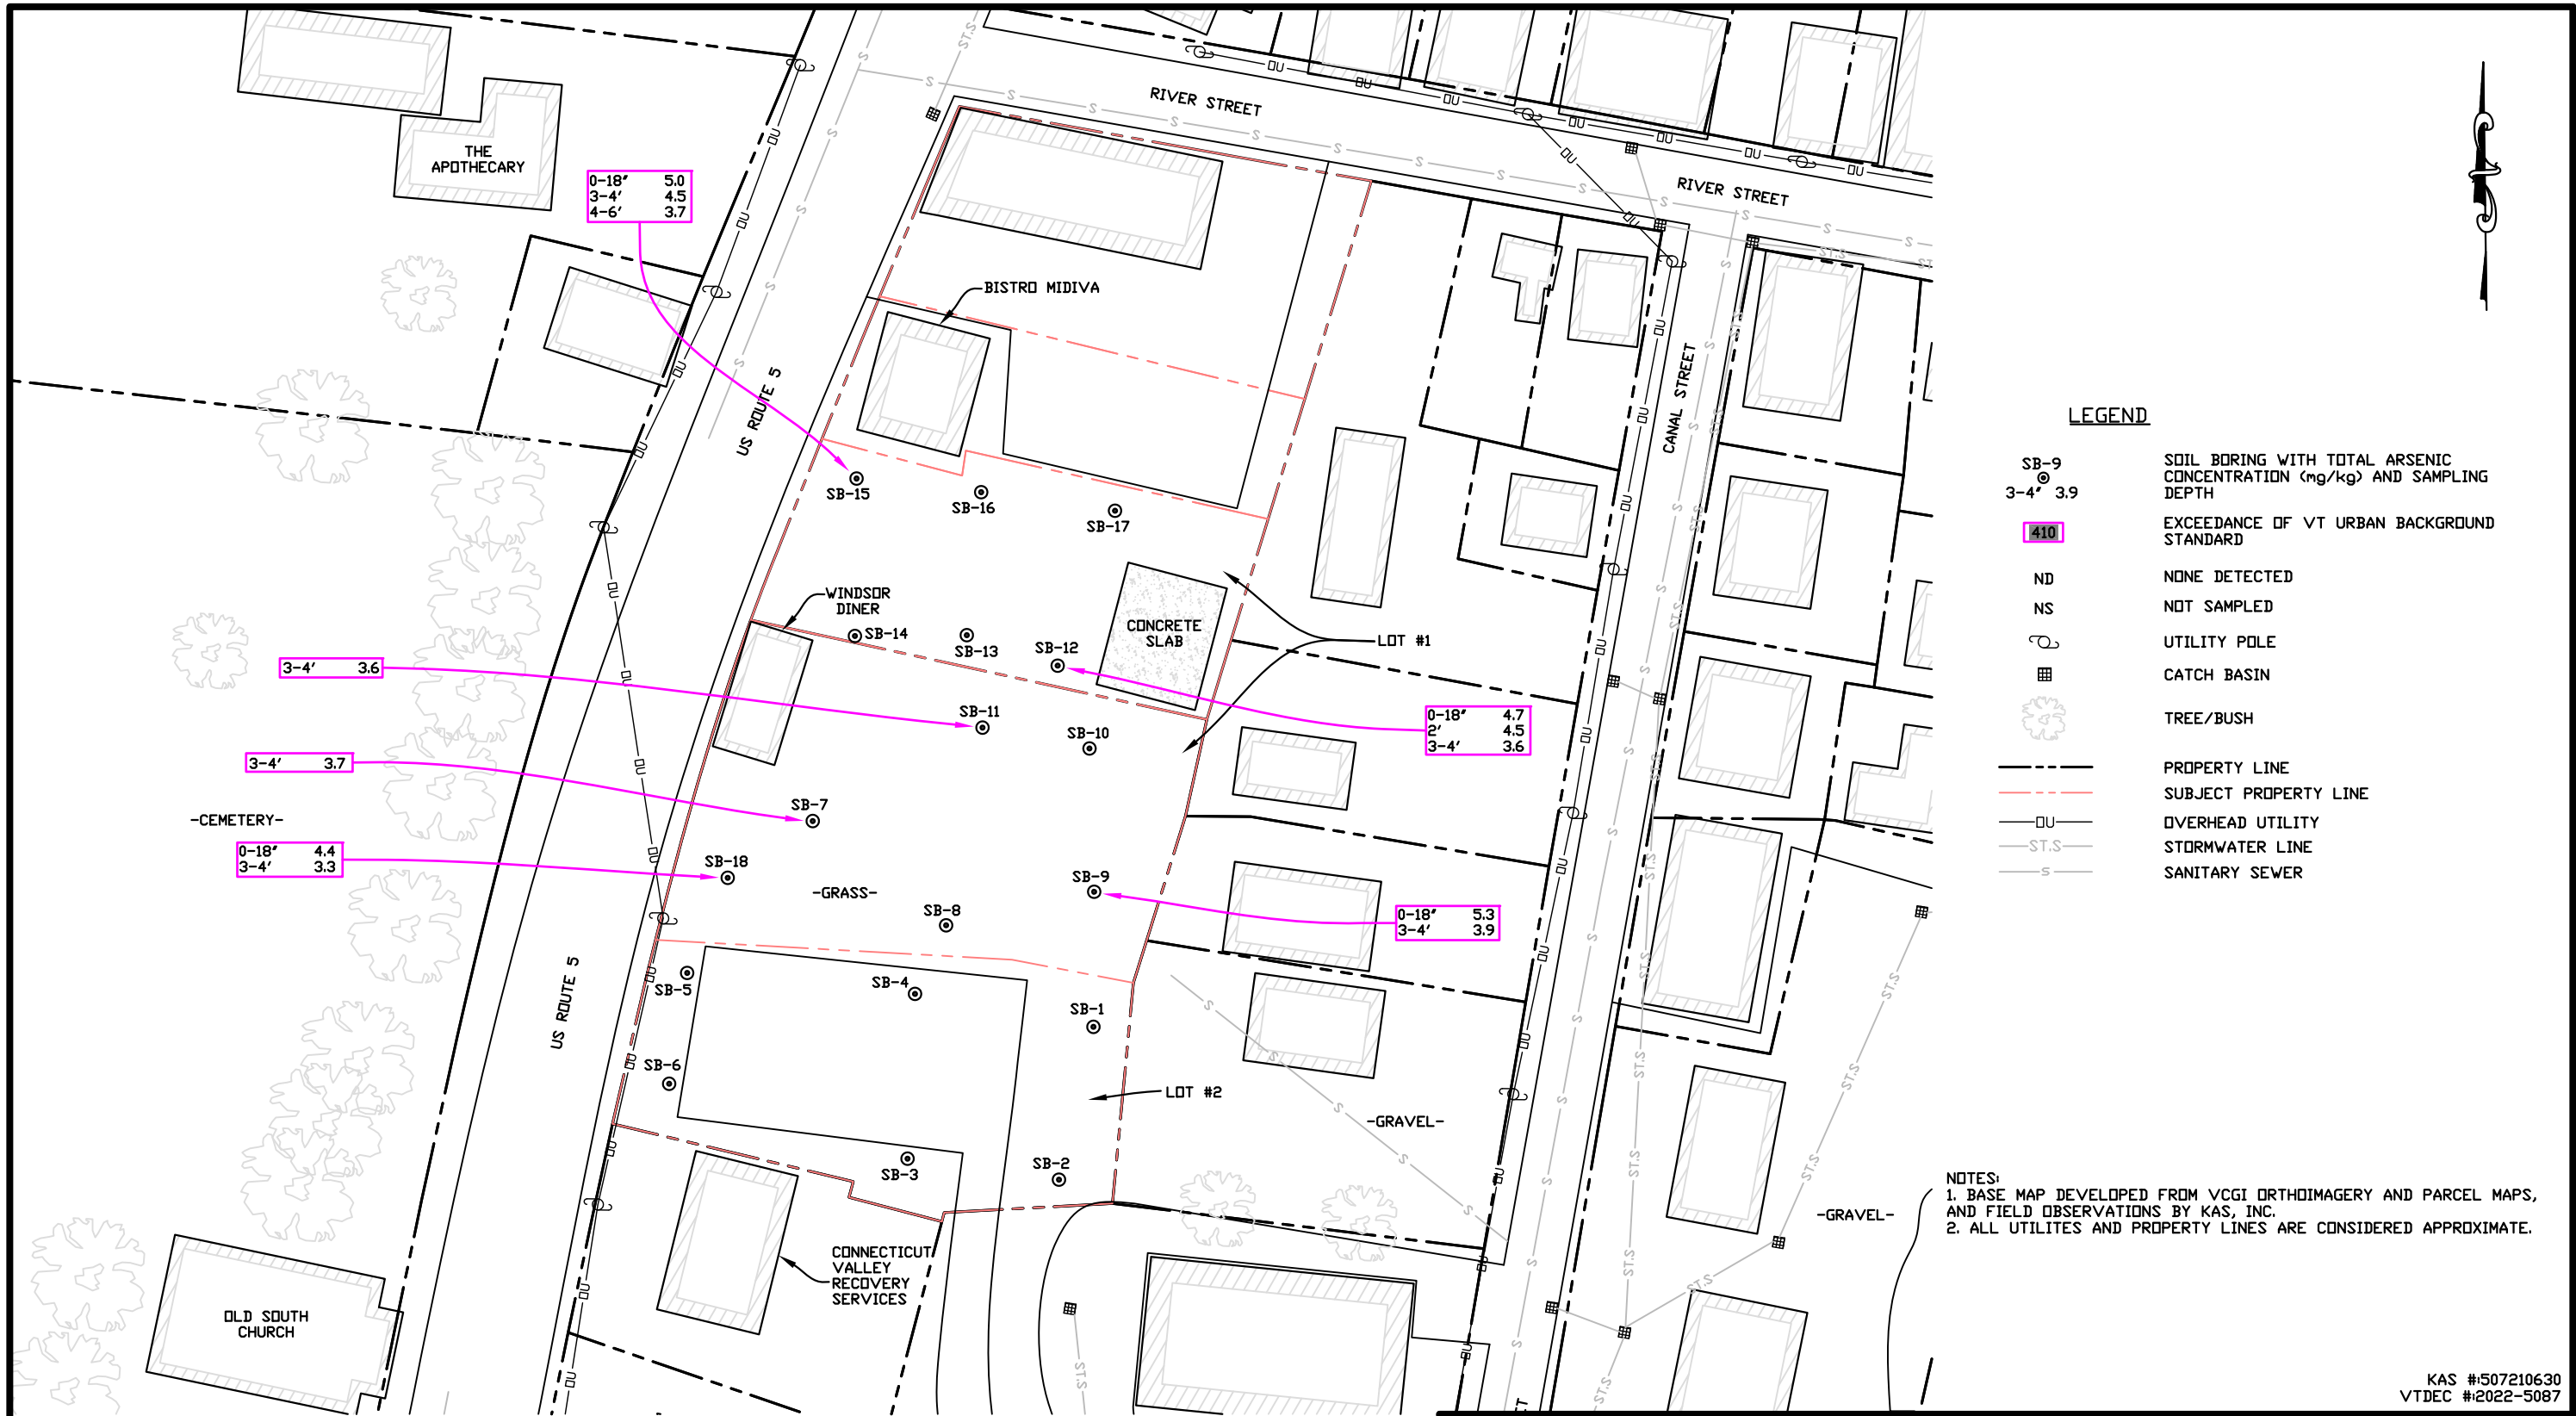 RIVER STREET
RIVER STREET
THE
APOTHECARY
0-18" 5.0
3-4' 4.5
4-6' 3.7
BISTRO MIDIVA
US ROUTE 5
CANAL STREET
SB-15
SB-16
SB-17
WINDSOR
DINER
CONCRETE
SLAB
LOT #1
SB-14
SB-13
SB-12
3-4' 3.6
SB-11
SB-10
0-18" 4.7
2' 4.5
3-4' 3.6
3-4' 3.7
SB-7
-CEMETERY-
0-18" 4.4
3-4' 3.3
SB-18
-GRASS-
SB-9
SB-8
0-18" 5.3
3-4' 3.9
US ROUTE 5
SB-5
SB-4
SB-1
SB-6
LOT #2
-GRAVEL-
SB-3
SB-2
-GRAVEL-
CONNECTICUT
VALLEY
RECOVERY
SERVICES
OLD SOUTH
CHURCH
LEGEND
SB-9
3-4" 3.9
SOIL BORING WITH TOTAL ARSENIC
CONCENTRATION (mg/kg) AND SAMPLING
DEPTH
410
EXCEEDANCE OF VT URBAN BACKGROUND
STANDARD
ND NONE DETECTED
NS NOT SAMPLED
UTILITY POLE
CATCH BASIN
TREE/BUSH
PROPERTY LINE
SUBJECT PROPERTY LINE
OU OVERHEAD UTILITY
ST.S STORMWATER LINE
S SANITARY SEWER
NOTES:
1. BASE MAP DEVELOPED FROM VCGI ORTHOIMAGERY AND PARCEL MAPS,
AND FIELD OBSERVATIONS BY KAS, INC.
2. ALL UTILITES AND PROPERTY LINES ARE CONSIDERED APPROXIMATE.
KAS #:507210630
VTDEC #:2022-5087